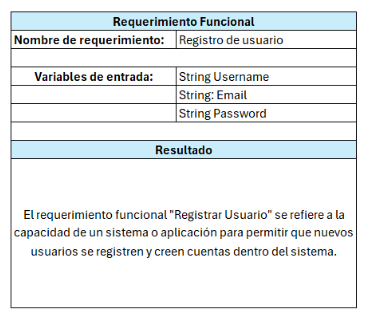 Requerimiento Funcional
Nombre de requerimiento: Registro de usuario
Variables de entrada: String Username
String: Email
String Password
Resultado
El requerimiento funcional "Registrar Usuario" se refiere a la
capacidad de un sistema o aplicación para permitir que nuevos
usuarios se registren y creen cuentas dentro del sistema.